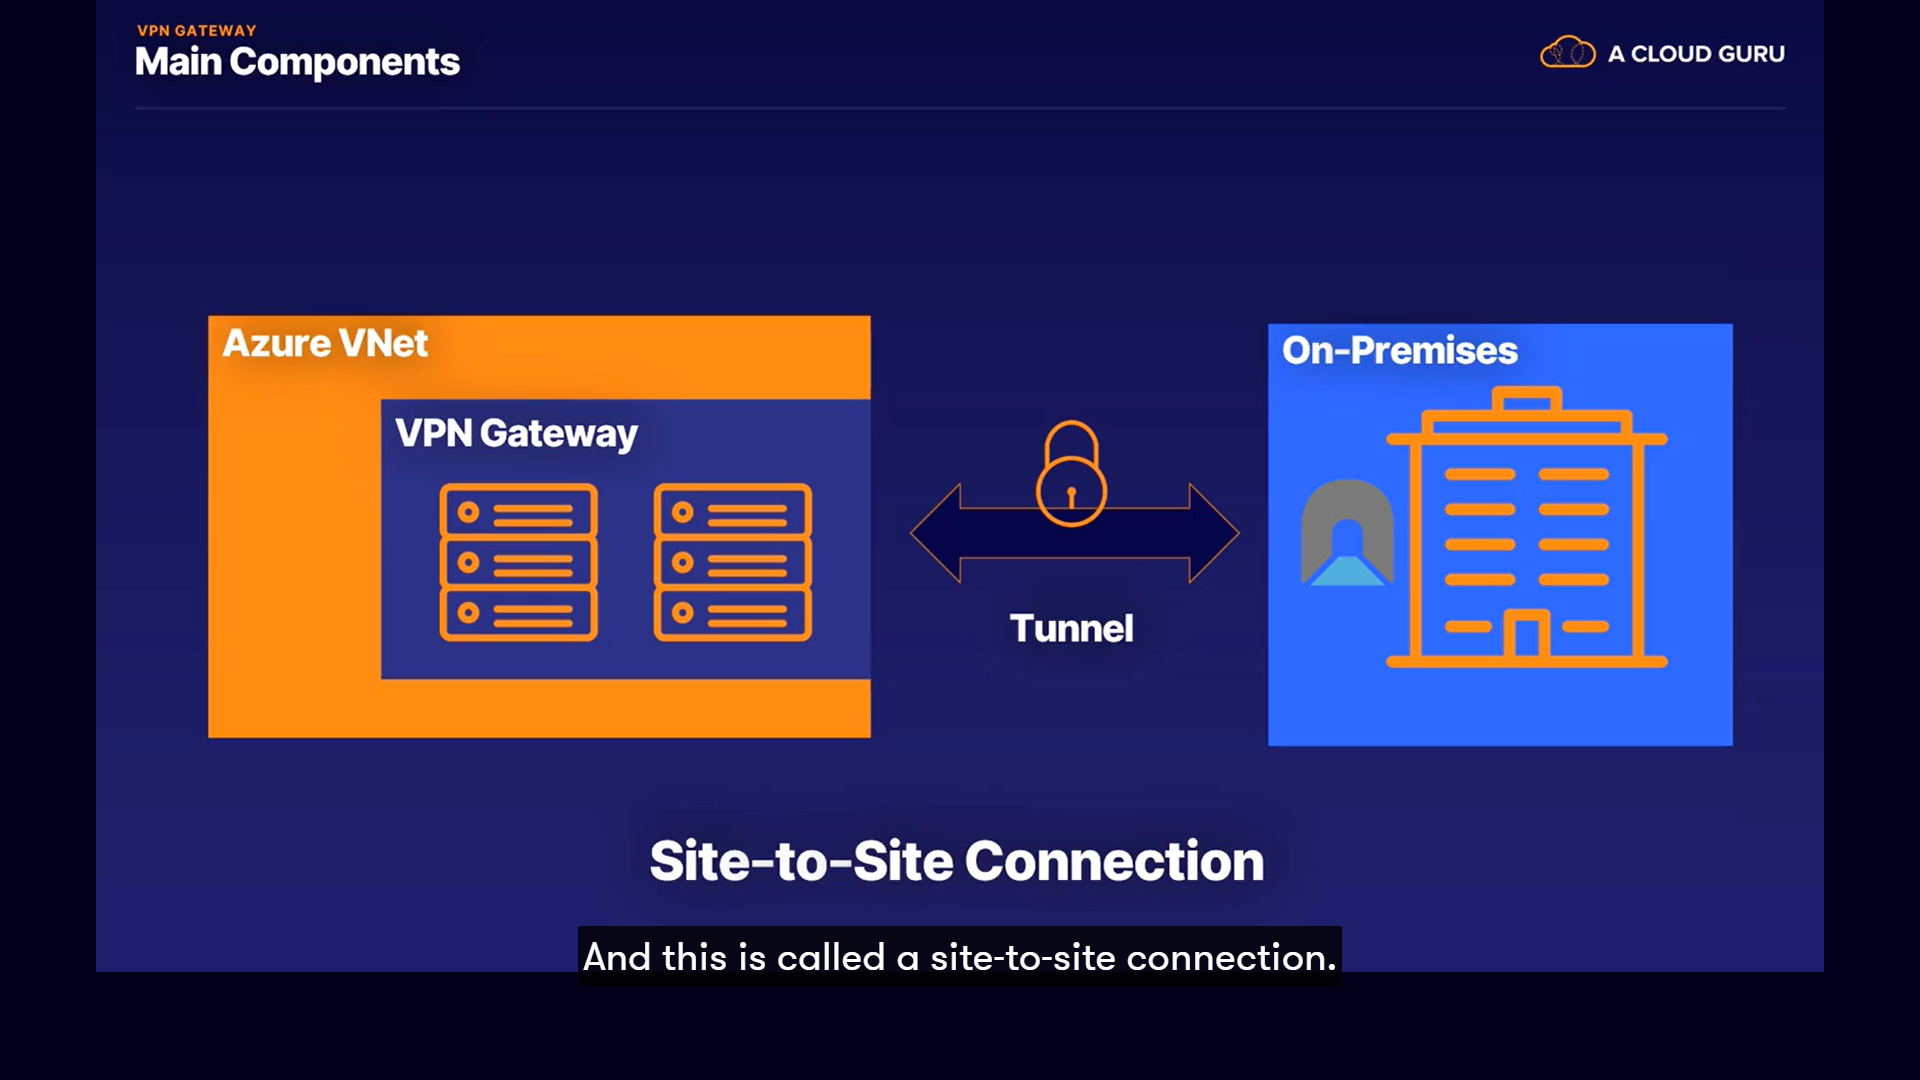 VPN GATEWAY
Main Components
A CLOUD GURU
Azure VNet
VPN Gateway
Tunnel
On-Premises
Site-to-Site Connection
And this is called a site-to-site connection.